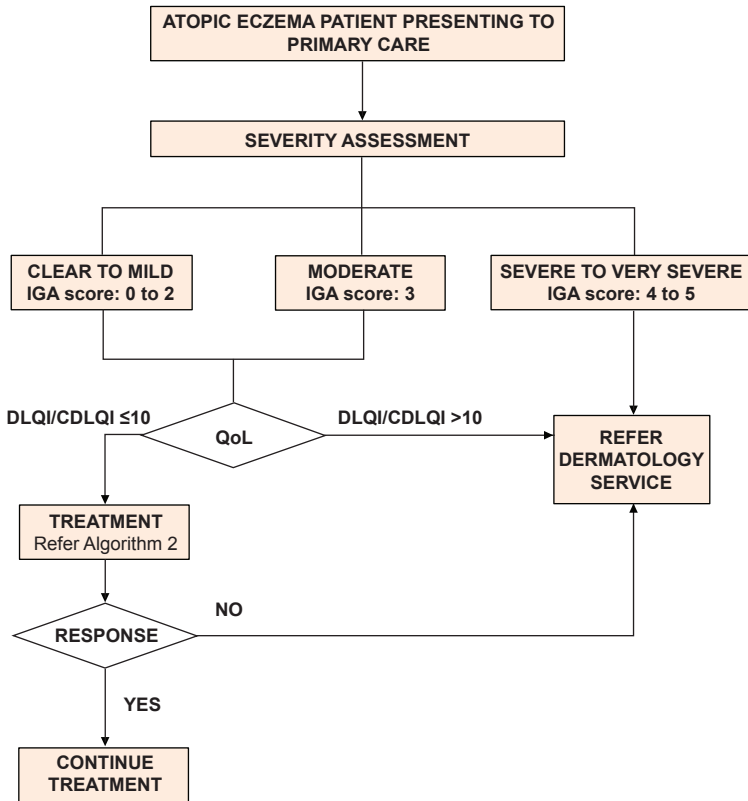 ATOPIC ECZEMA PATIENT PRESENTING TO
PRIMARY CARE
SEVERITY ASSESSMENT
CLEAR TO MILD
IGA score: 0 to 2
MODERATE
IGA score: 3
SEVERE TO VERY SEVERE
IGA score: 4 to 5
DLQI/CDLQI ≤10
QoL
DLQI/CDLQI >10
REFER
DERMATOLOGY
SERVICE
TREATMENT
Refer Algorithm 2
NO
RESPONSE
YES
CONTINUE
TREATMENT